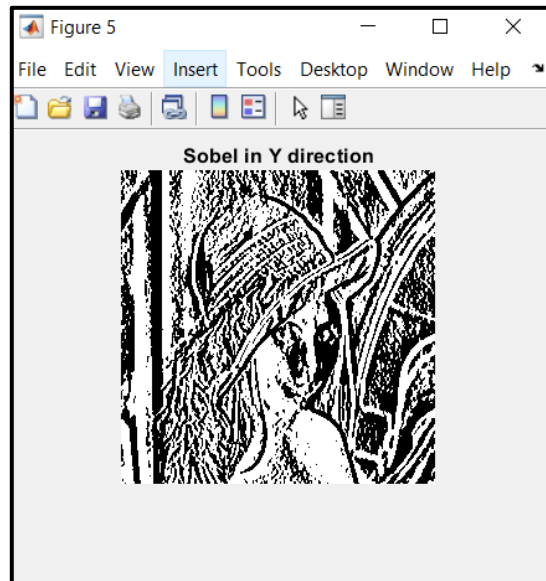 Figure 5
File Edit View Insert Tools Desktop Window Help
Sobel in Y direction